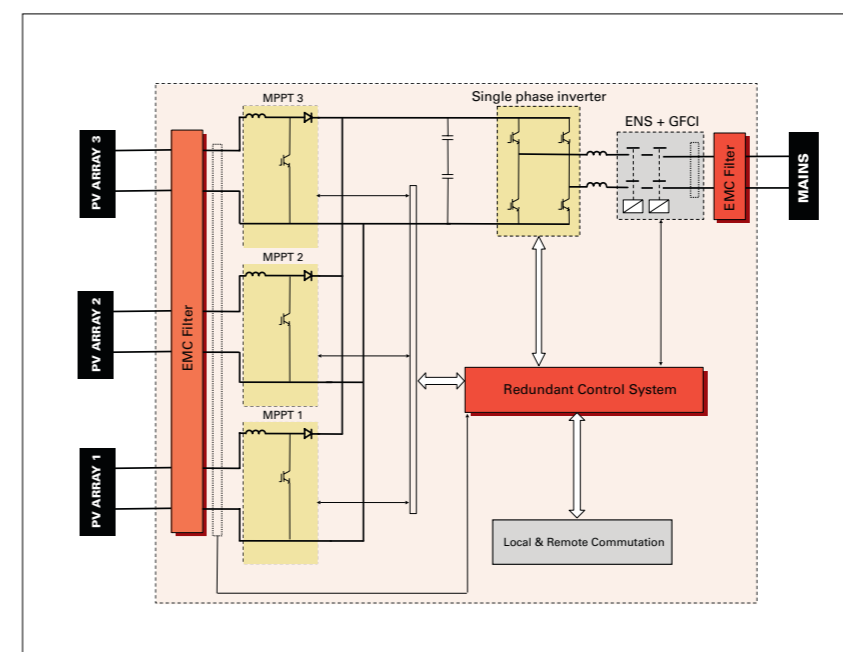 MPPT 3
Single phase inverter
ENS + GFCI
PV ARRAY 3
EMC Filter
MAINS
MPPT 2
PV ARRAY 2
EMC Filter
Redundant Control System
MPPT 1
PV ARRAY 1
Local & Remote Commutation